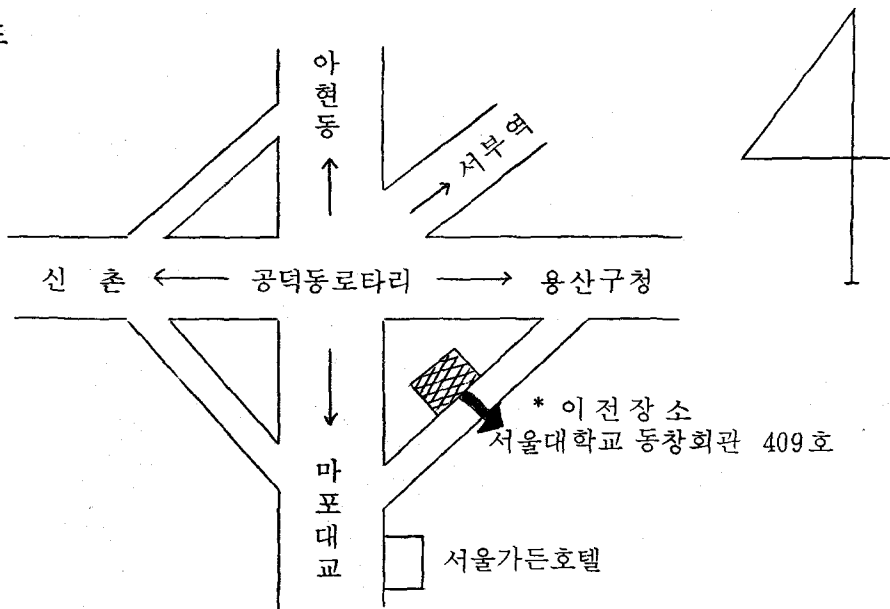 아현동
서부역
신 촌 ← 공덕동로타리 → 용산구청
* 이전장소
서울대학교 동창회관 409호
마포대교
서울가든호텔